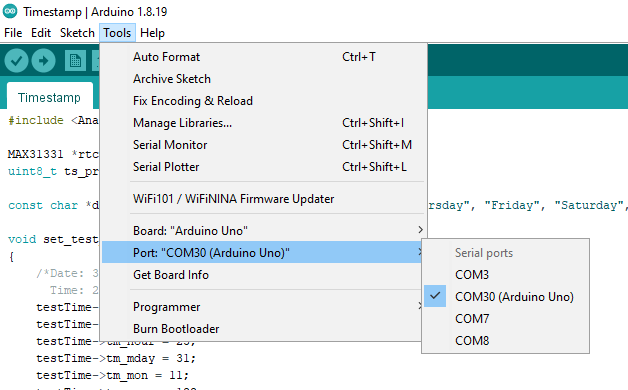 Timestamp | Arduino 1.8.19
File Edit Sketch Tools Help
Timestamp
#include <Ana
MAX31331 *rtc
uint8_t ts_pr
const char *d
rsday", "Friday", "Saturday",
void set_test
{
/*Date: 3
Time: 2
testTime-
testTime-
testTime->tm_hour = 23;
testTime->tm_mday = 31;
testTime->tm_mon = 11;
Auto Format Ctrl+T
Archive Sketch
Fix Encoding & Reload
Manage Libraries... Ctrl+Shift+I
Serial Monitor Ctrl+Shift+M
Serial Plotter Ctrl+Shift+L
WiFi101 / WiFiNINA Firmware Updater
Board: "Arduino Uno"
Port: "COM30 (Arduino Uno)"
Get Board Info
Programmer
Burn Bootloader
Serial ports
COM3
COM30 (Arduino Uno)
COM7
COM8